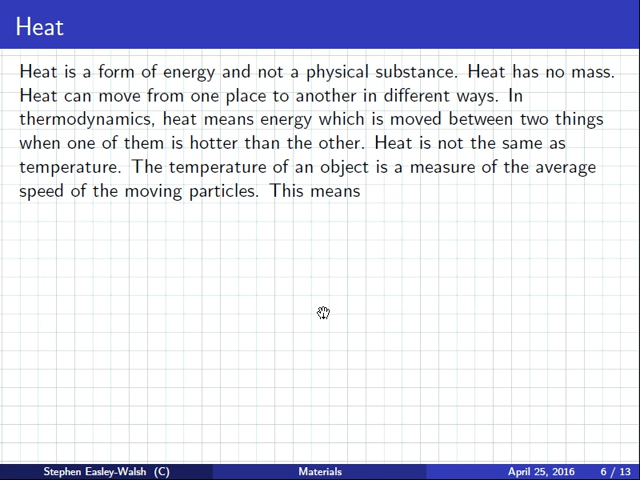 Heat
Heat is a form of energy and not a physical substance. Heat has no mass.
Heat can move from one place to another in different ways. In
thermodynamics, heat means energy which is moved between two things
when one of them is hotter than the other. Heat is not the same as
temperature. The temperature of an object is a measure of the average
speed of the moving particles. This means
Stephen Easley-Walsh (C) Materials April 25, 2016 6 / 13